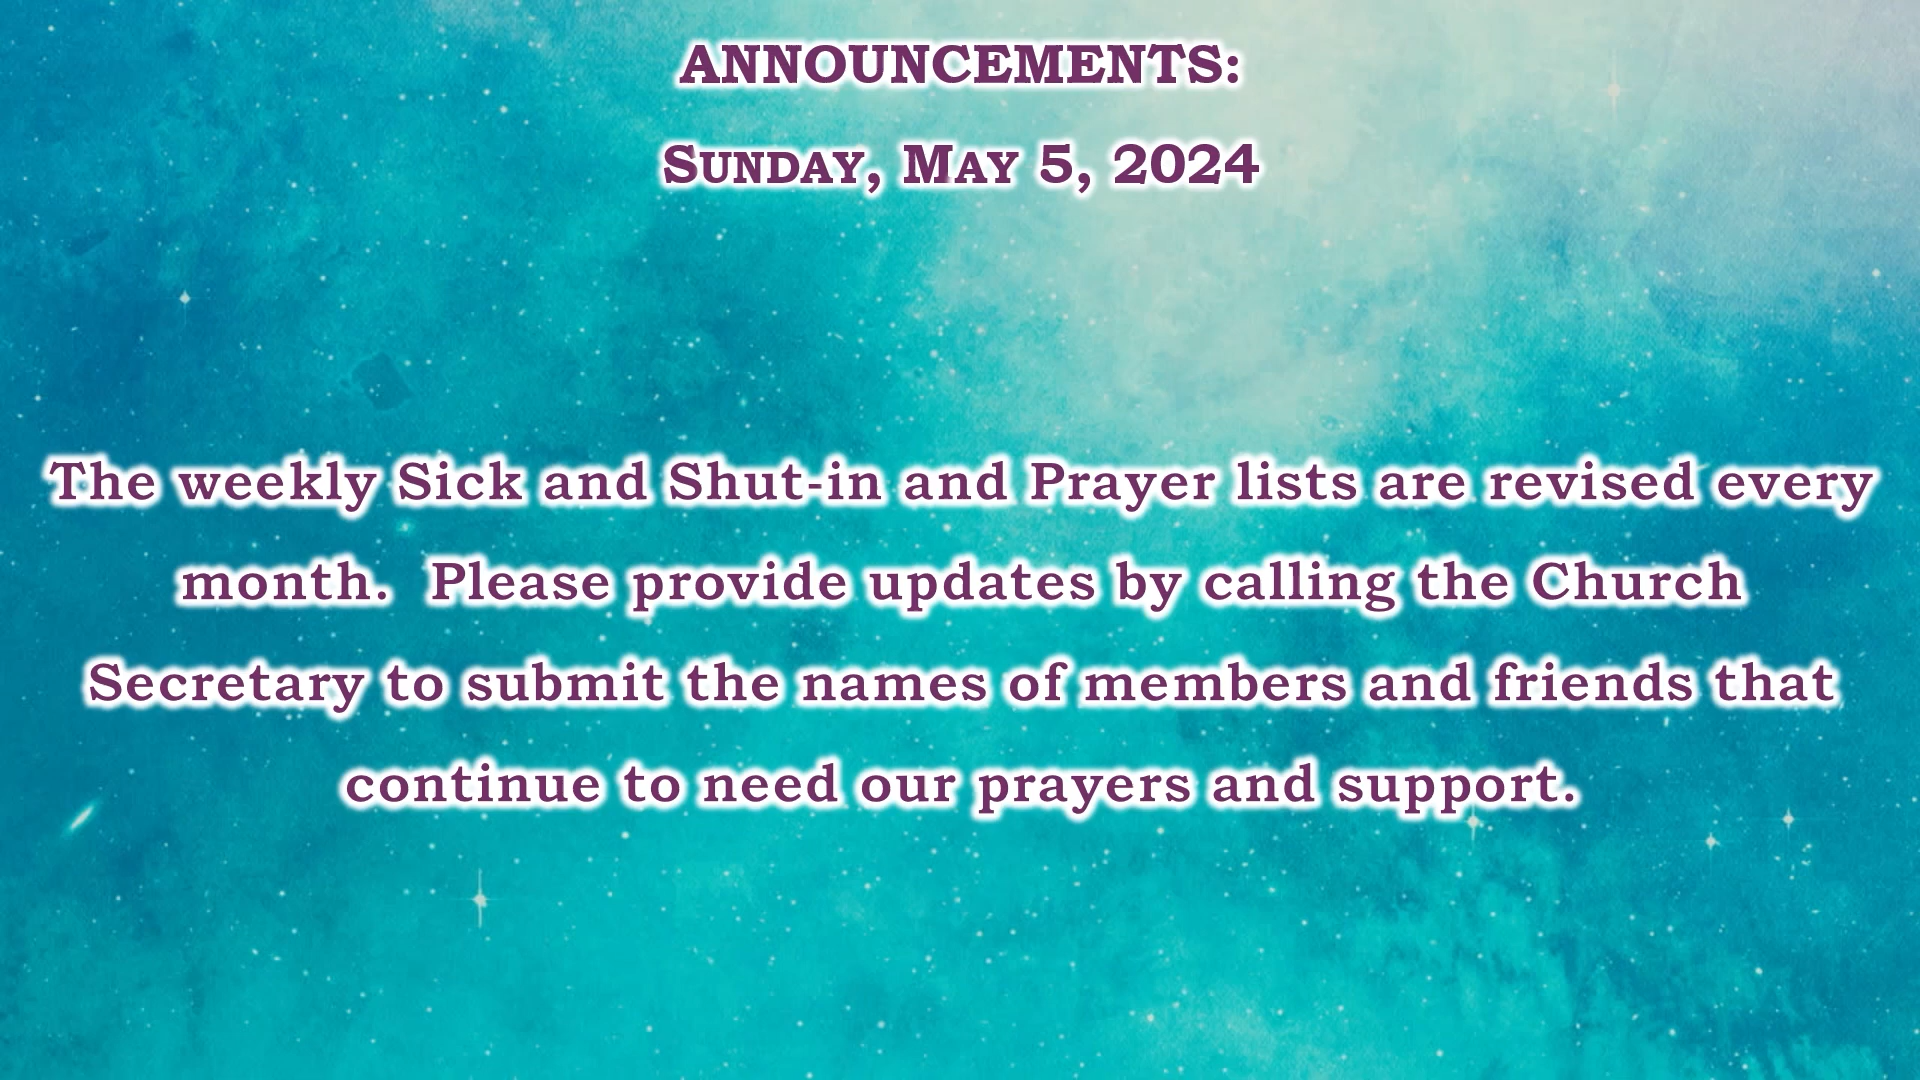 ANNOUNCEMENTS:
SUNDAY, MAY 5, 2024
The weekly Sick and Shut-in and Prayer lists are revised every
month.  Please provide updates by calling the Church
Secretary to submit the names of members and friends that
continue to need our prayers and support.